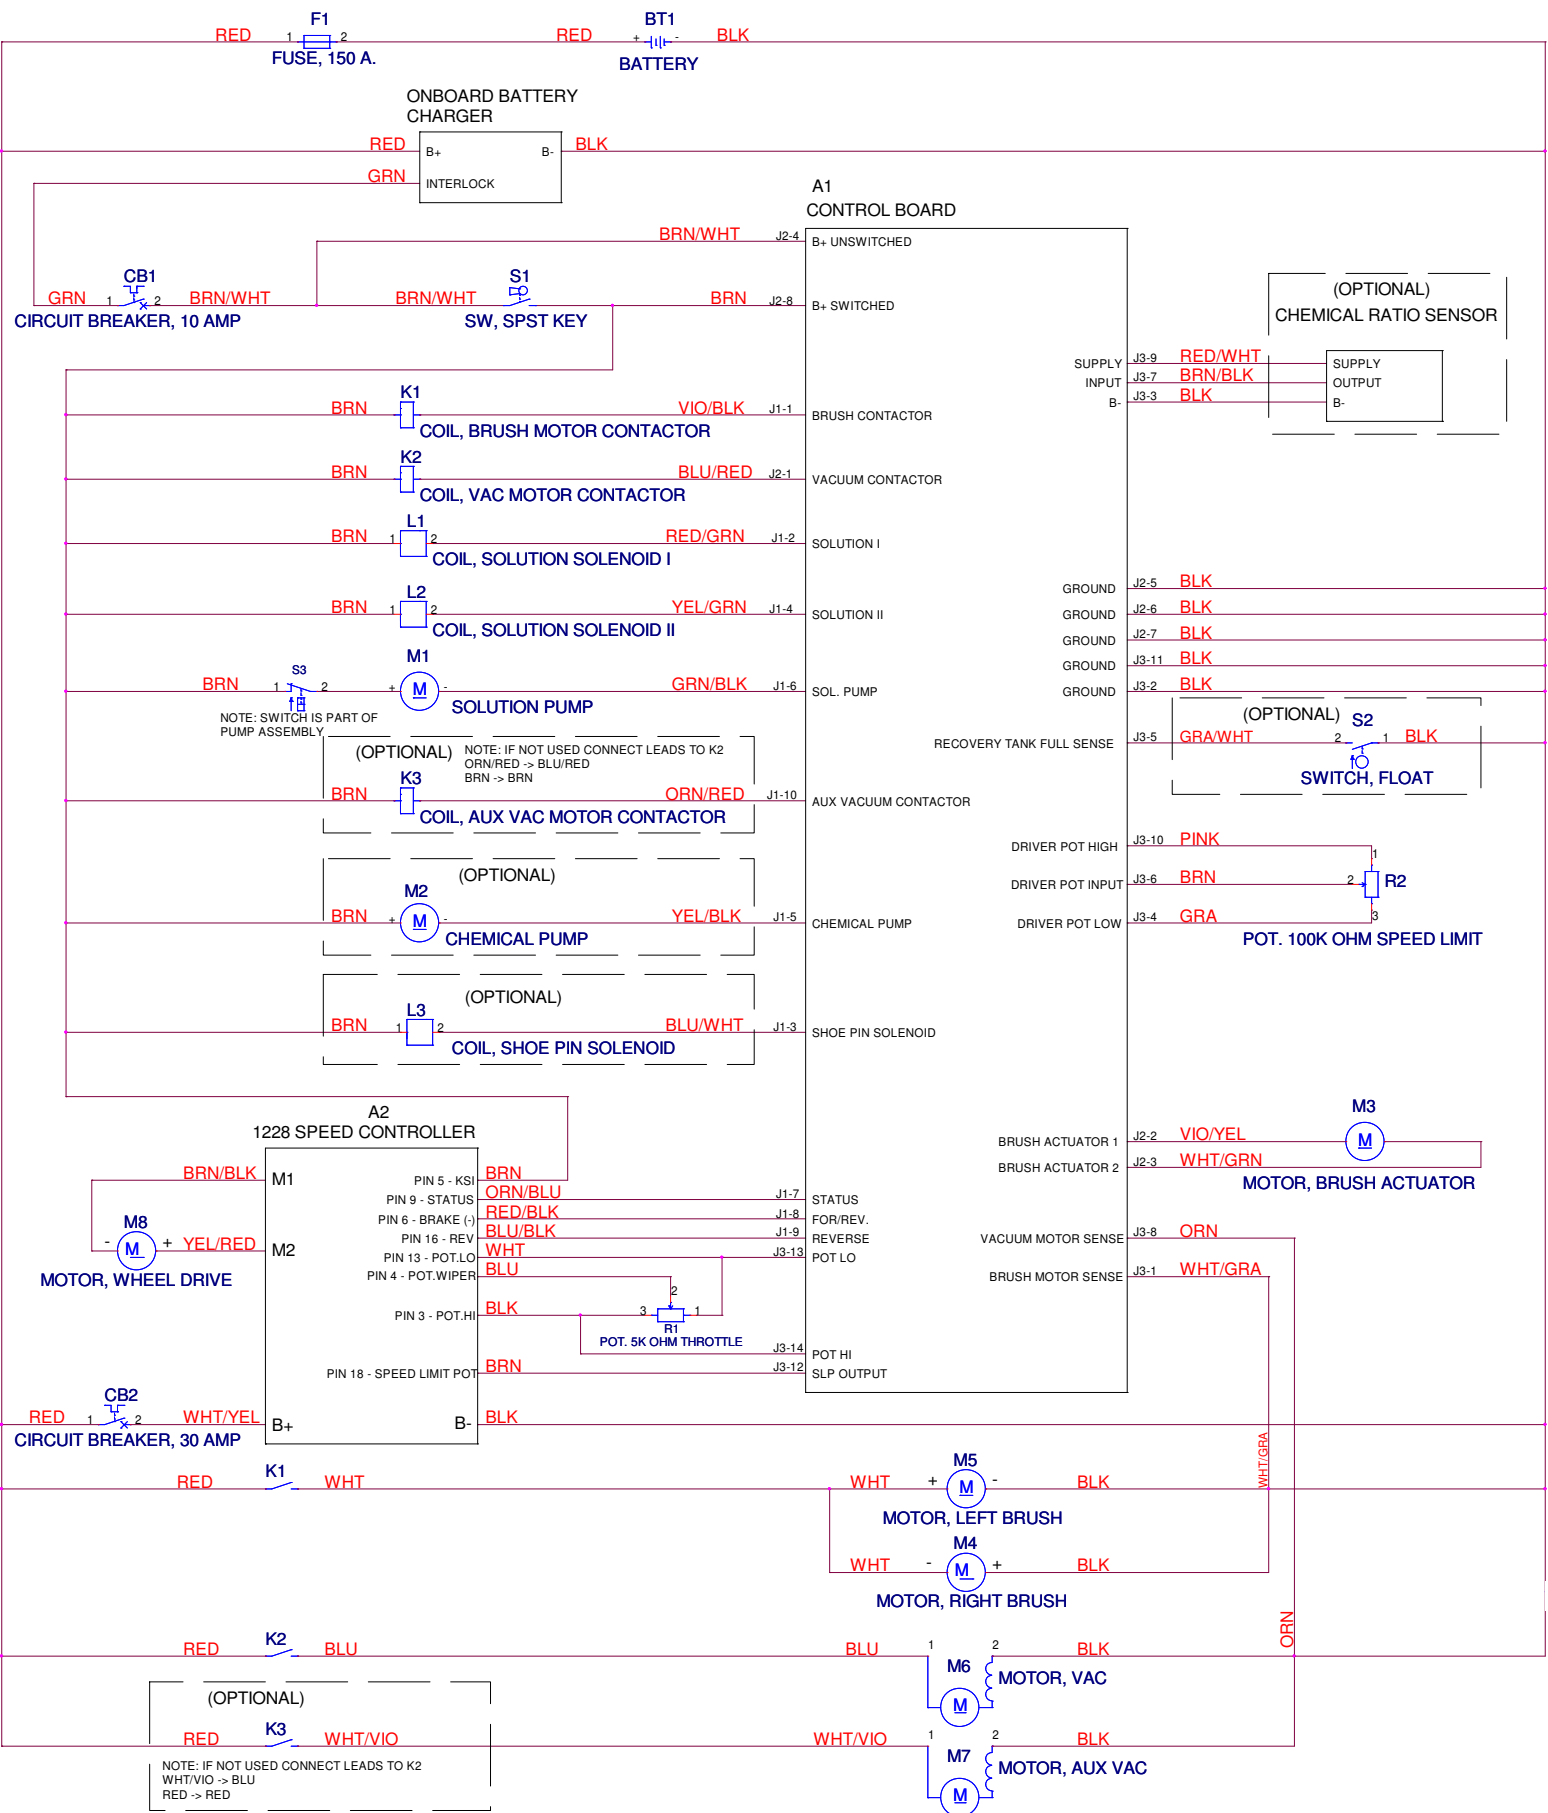 F1
BT1
RED 1 2 RED + - BLK
FUSE, 150 A.
BATTERY
ONBOARD BATTERY
CHARGER
RED B+ B- BLK
GRN INTERLOCK
A1
CONTROL BOARD
BRN/WHT J2-4 B+ UNSWITCHED
CB1
S1
GRN 1 2 BRN/WHT BRN/WHT BRN J2-8 B+ SWITCHED
CIRCUIT BREAKER, 10 AMP
SW, SPST KEY
(OPTIONAL)
CHEMICAL RATIO SENSOR
SUPPLY J3-9 RED/WHT SUPPLY
INPUT J3-7 BRN/BLK OUTPUT
B- J3-3 BLK B-
K1
BRN VIO/BLK J1-1 BRUSH CONTACTOR
COIL, BRUSH MOTOR CONTACTOR
K2
BRN BLU/RED J2-1 VACUUM CONTACTOR
COIL, VAC MOTOR CONTACTOR
L1
BRN 1 2 RED/GRN J1-2 SOLUTION I
COIL, SOLUTION SOLENOID I
L2
BRN 1 2 YEL/GRN J1-4 SOLUTION II
COIL, SOLUTION SOLENOID II
GROUND J2-5 BLK
GROUND J2-6 BLK
GROUND J2-7 BLK
GROUND J3-11 BLK
GROUND J3-2 BLK
S3
M1
BRN 1 2 + M - GRN/BLK J1-6 SOL. PUMP
SOLUTION PUMP
NOTE: SWITCH IS PART OF
PUMP ASSEMBLY
(OPTIONAL)
S2
RECOVERY TANK FULL SENSE J3-5 GRA/WHT 2 1 BLK
SWITCH, FLOAT
(OPTIONAL)
NOTE: IF NOT USED CONNECT LEADS TO K2
ORN/RED -> BLU/RED
BRN -> BRN
K3
BRN ORN/RED J1-10 AUX VACUUM CONTACTOR
COIL, AUX VAC MOTOR CONTACTOR
DRIVER POT HIGH J3-10 PINK 1
DRIVER POT INPUT J3-6 BRN 2 R2
DRIVER POT LOW J3-4 GRA 3
POT. 100K OHM SPEED LIMIT
(OPTIONAL)
M2
BRN + M - YEL/BLK J1-5 CHEMICAL PUMP
CHEMICAL PUMP
(OPTIONAL)
L3
BRN 1 2 BLU/WHT J1-3 SHOE PIN SOLENOID
COIL, SHOE PIN SOLENOID
M3
BRUSH ACTUATOR 1 J2-2 VIO/YEL M
BRUSH ACTUATOR 2 J2-3 WHT/GRN
MOTOR, BRUSH ACTUATOR
A2
1228 SPEED CONTROLLER
BRN/BLK M1
PIN 5 - KSI BRN
PIN 9 - STATUS ORN/BLU J1-7 STATUS
PIN 6 - BRAKE (-) RED/BLK J1-8 FOR/REV.
PIN 16 - REV BLU/BLK J1-9 REVERSE
M8
- M + YEL/RED M2
MOTOR, WHEEL DRIVE
PIN 13 - POT.LO WHT J3-13 POT LO
PIN 4 - POT.WIPER BLU
2
PIN 3 - POT.HI BLK 3 1
R1
POT. 5K OHM THROTTLE
J3-14 POT HI
PIN 18 - SPEED LIMIT POT BRN J3-12 SLP OUTPUT
VACUUM MOTOR SENSE J3-8 ORN
BRUSH MOTOR SENSE J3-1 WHT/GRA
CB2
RED 1 2 WHT/YEL B+ B- BLK
CIRCUIT BREAKER, 30 AMP
WHT/GRA
K1
RED WHT
M5
WHT + M - BLK
MOTOR, LEFT BRUSH
M4
WHT - M + BLK
MOTOR, RIGHT BRUSH
ORN
K2
RED BLU BLU 1 2 BLK
M6
M
MOTOR, VAC
(OPTIONAL)
K3
RED WHT/VIO WHT/VIO 1 2 BLK
NOTE: IF NOT USED CONNECT LEADS TO K2
WHT/VIO -> BLU
RED -> RED
M7
M
MOTOR, AUX VAC